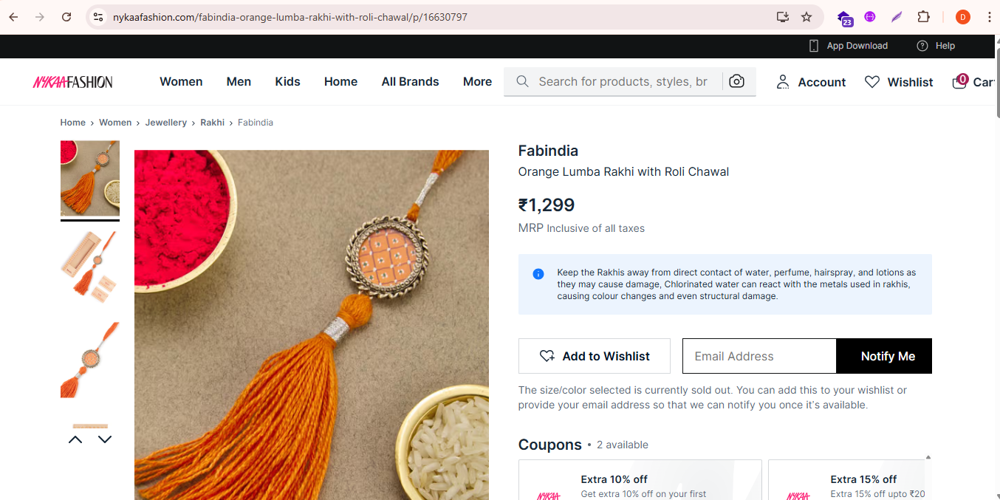 nykaafashion.com/fabindia-orange-lumba-rakhi-with-roli-chawal/p/16630797
23
D
App Download
Help
NYKAAFASHION
Women
Men
Kids
Home
All Brands
More
Search for products, styles, br
Account
Wishlist
0
Cart
Home › Women › Jewellery › Rakhi › Fabindia
Fabindia
Orange Lumba Rakhi with Roli Chawal
₹1,299
MRP Inclusive of all taxes
Keep the Rakhis away from direct contact of water, perfume, hairspray, and lotions as
they may cause damage, Chlorinated water can react with the metals used in rakhis,
causing colour changes and even structural damage.
Add to Wishlist
Email Address
Notify Me
The size/color selected is currently sold out. You can add this to your wishlist or
provide your email address so that we can notify you once it's available.
Coupons • 2 available
Extra 10% off
Get extra 10% off on your first
NYKAA
Extra 15% off
Extra 15% off upto ₹20
NYKAA